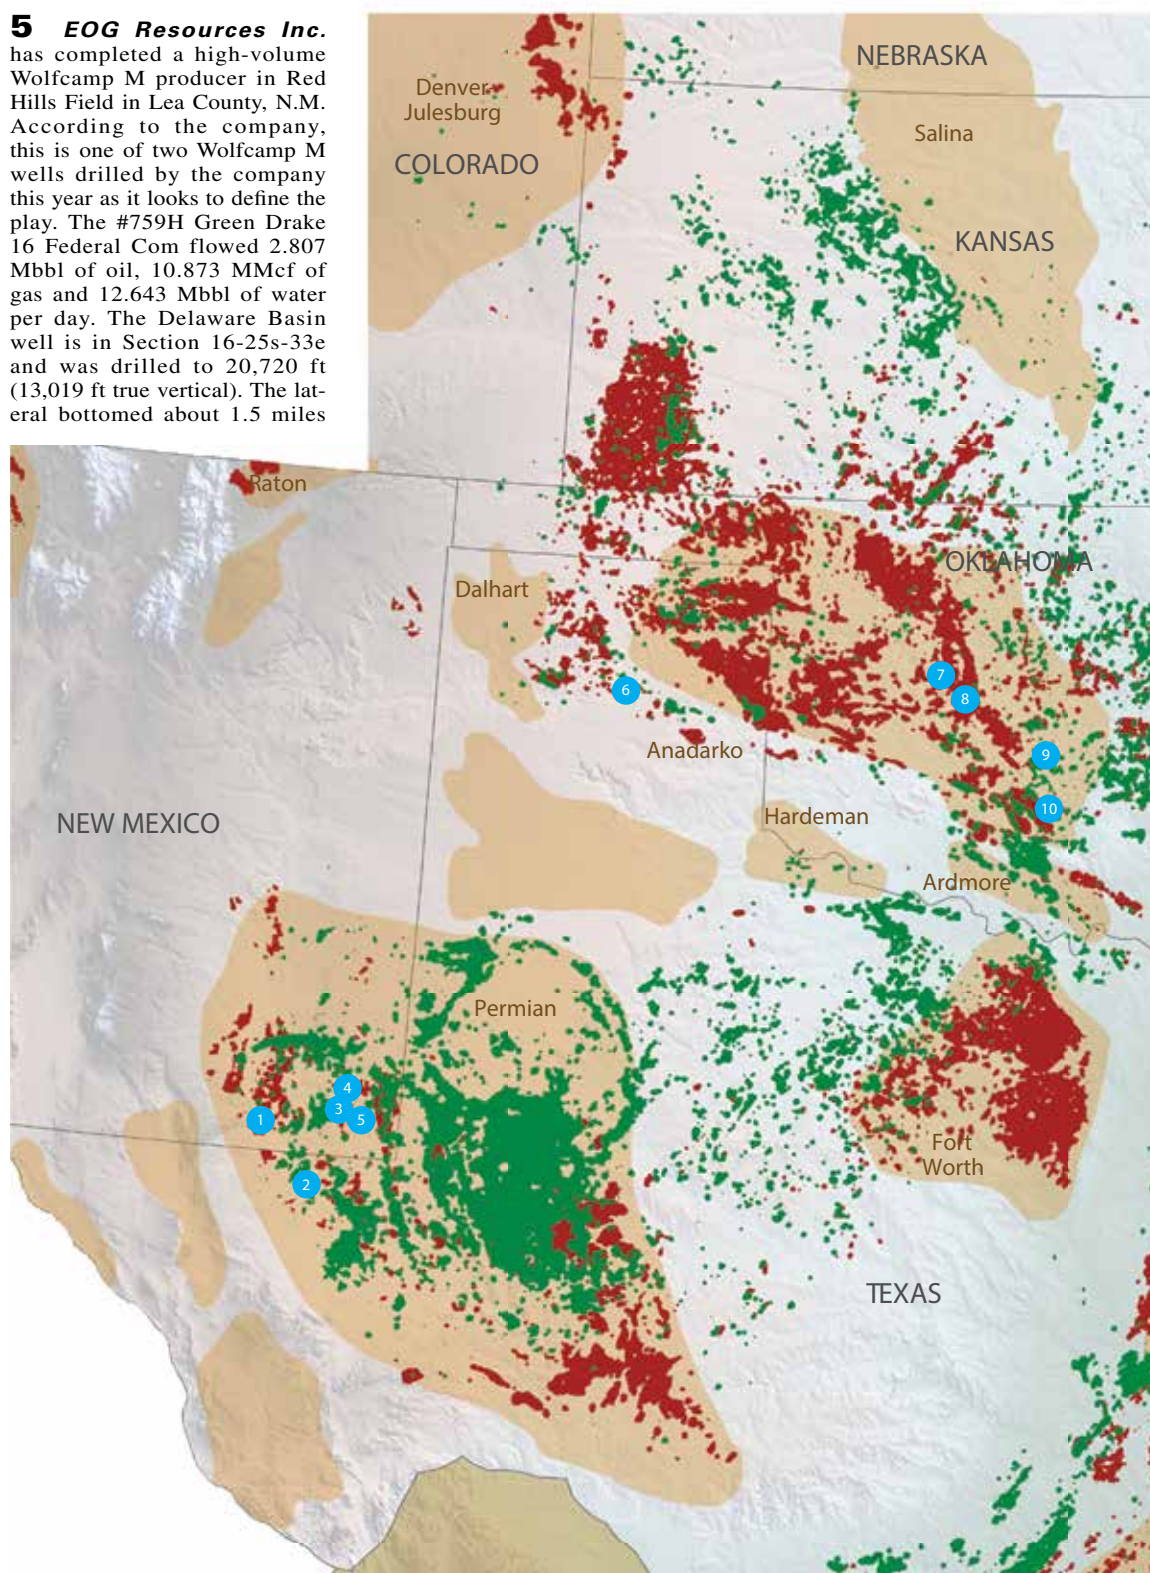 5 EOG Resources Inc.
has completed a high-volume
Wolfcamp M producer in Red
Hills Field in Lea County, N.M.
According to the company,
this is one of two Wolfcamp M
wells drilled by the company
this year as it looks to define the
play. The #759H Green Drake
16 Federal Com flowed 2.807
Mbbl of oil, 10.873 MMcf of
gas and 12.643 Mbbl of water
per day. The Delaware Basin
well is in Section 16-25s-33e
and was drilled to 20,720 ft
(13,019 ft true vertical). The lat-
eral bottomed about 1.5 miles
NEBRASKA
Denver-
Julesburg
Salina
COLORADO
KANSAS
Raton
OKLAHOMA
Dalhart
7
6
8
Anadarko
9
10
NEW MEXICO
Hardeman
Ardmore
Permian
4
3
1
5
Fort
Worth
2
TEXAS